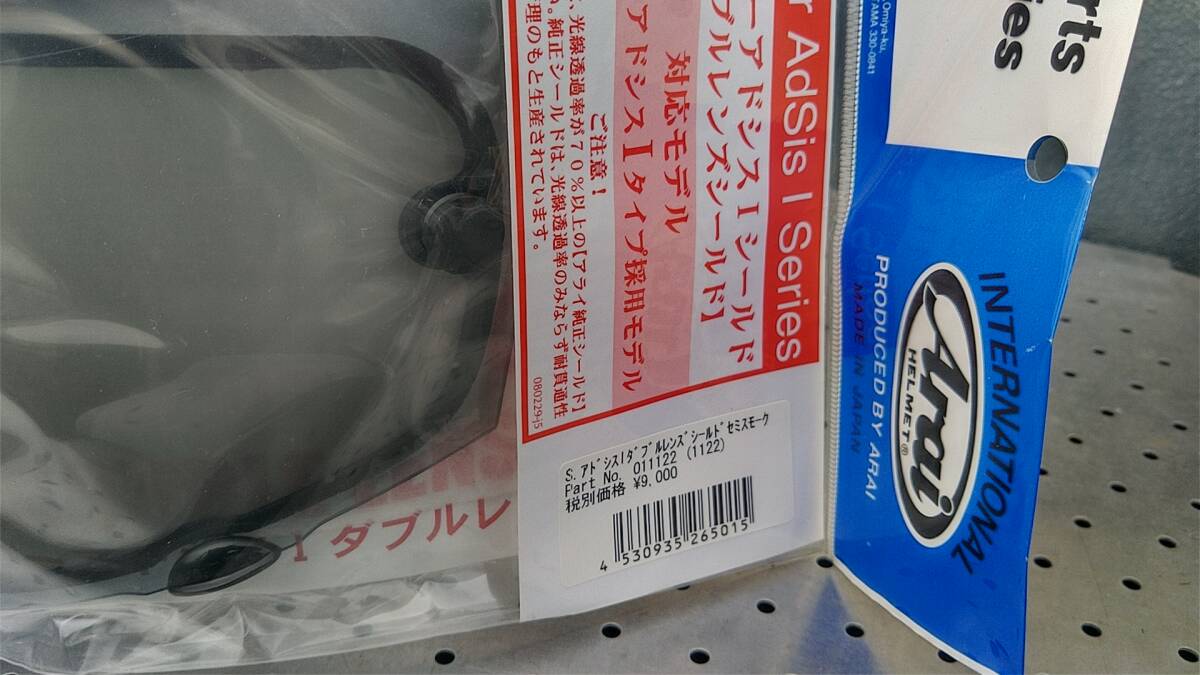 r AdSis I Series
ーアドシスIシールド
ブルレンズシールド】
対応モデル
アドシスIタイプ採用モデル
ご注意！
、光線透過率が70％以上の【アライ純正シールド】
。純正シールドは、光線透過率のみならず耐貫通性
理のもと生産されています。
080229-j5
S.アドシスIダブルレンズシールドセミスモーク
Part No. 011122 (1122)
税別価格 ¥9,000
4 530935 265015
I ダブルレ
rts
ies
Omiya-ku,
TAMA 330-0841
INTERNATIONAL
Arai
HELMET®
PRODUCED BY ARAI
MADE IN JAPAN